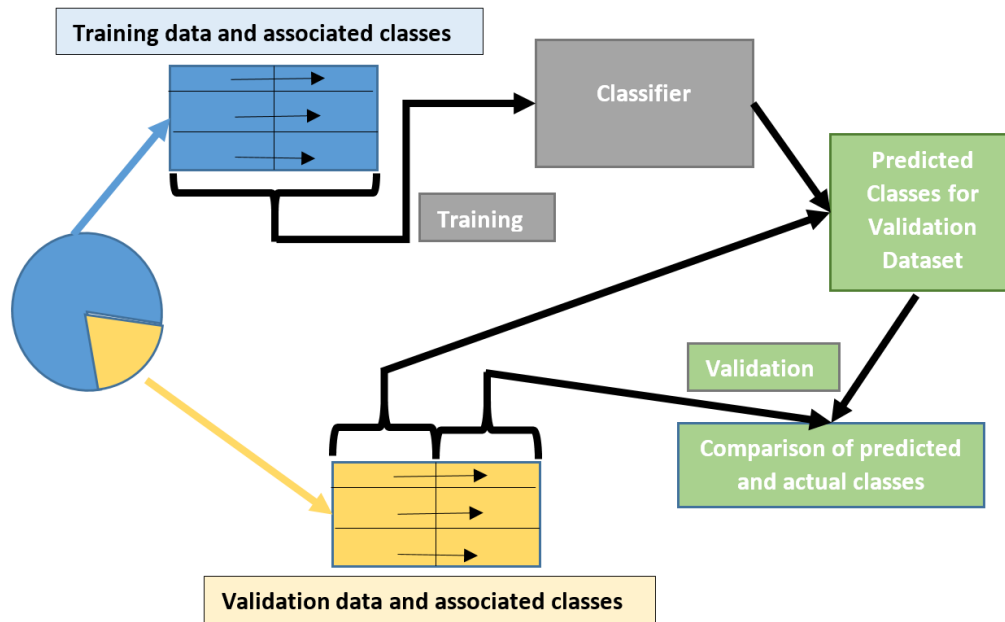 Training data and associated classes
Classifier
Training
Predicted
Classes for
Validation
Dataset
Validation
Comparison of predicted
and actual classes
Validation data and associated classes